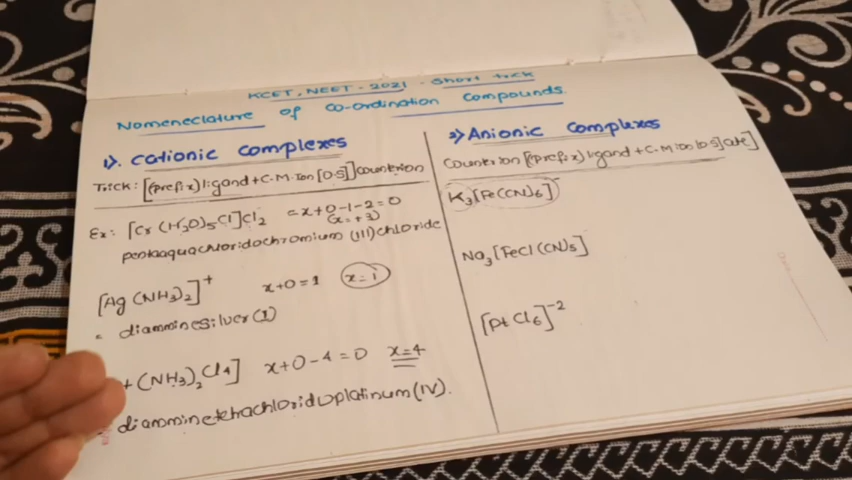 KCET, NEET - 2021 - Short trick
Nomeneclature of co-ordination compounds.
1). cationic complexes
Trick: [(prefix) ligand + C.M. Ion [O.S]] counterion
Ex: [Cr (H2O)5 Cl] Cl2 = x+0-1-2=0
(x=+3)
pentaaquachloridochromium (III) chloride
[Ag (NH3)2]+ x+0=1 x=1
= diamminesilver (I)
(NH3)2 Cl4] x+0-4=0 x=4
diamminetetrachloridoplatinum (IV).
2) Anionic complexes
counterion [(prefix) ligand + C.M. ion [O.S] ate]
K3 [Fe(CN)6]
Na3 [FeCl (CN)5]
[pt Cl6]-2